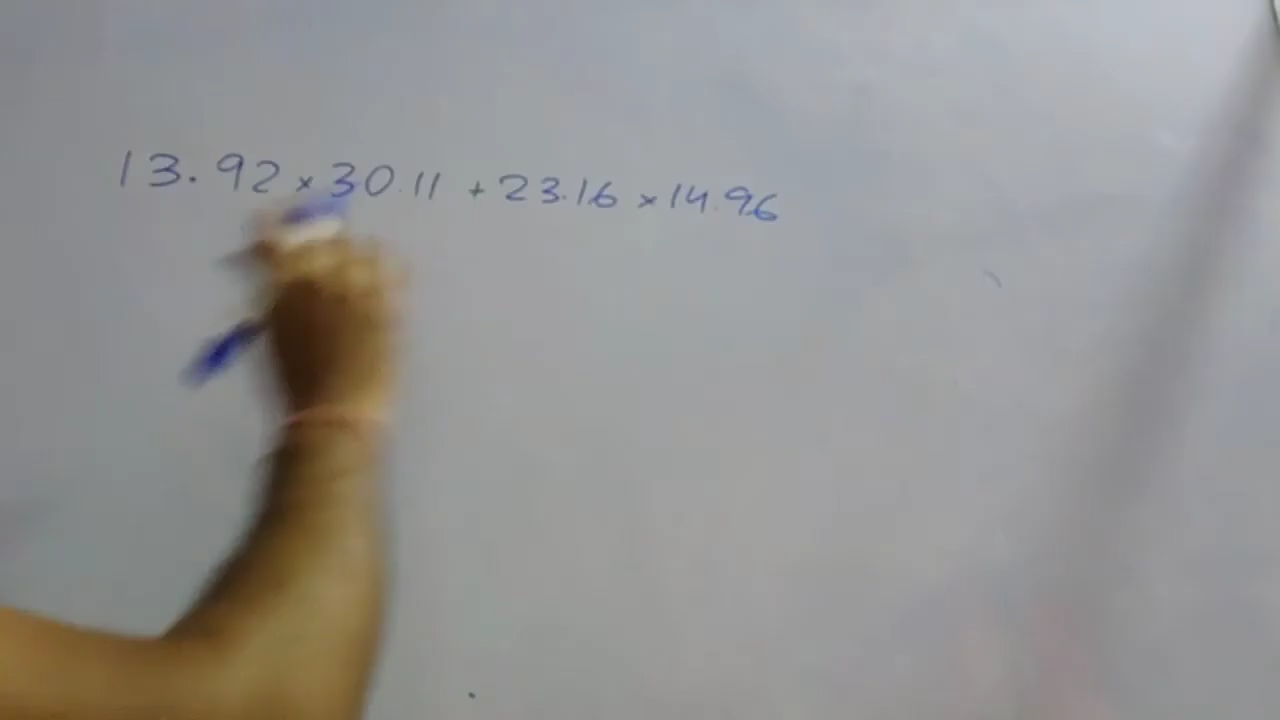 13.92 × 30.11 + 23.16 × 14.96